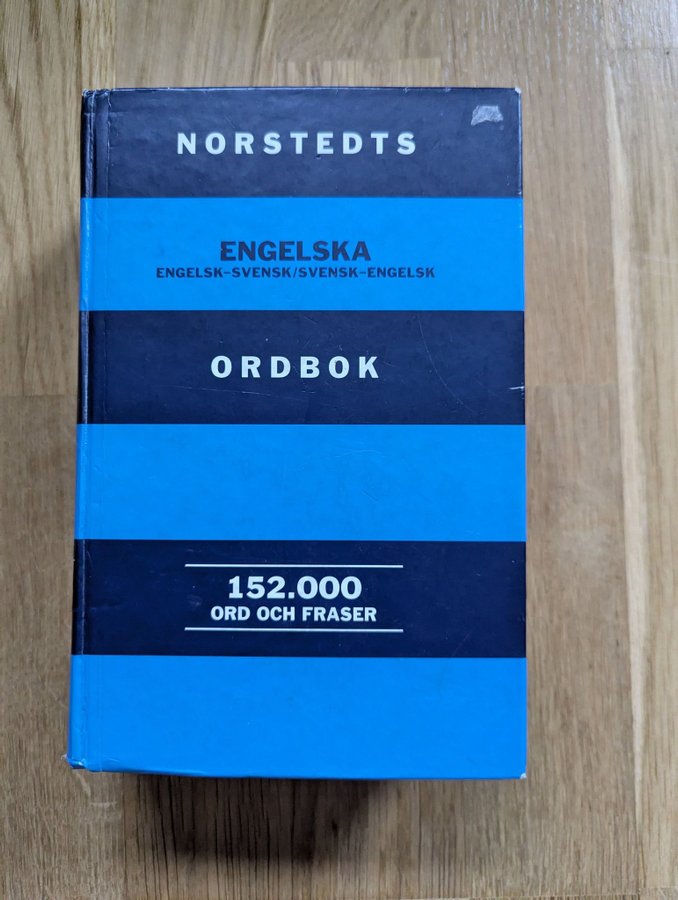 NORSTEDTS
ENGELSKA
ENGELSK–SVENSK/SVENSK–ENGELSK
ORDBOK
152.000
ORD OCH FRASER